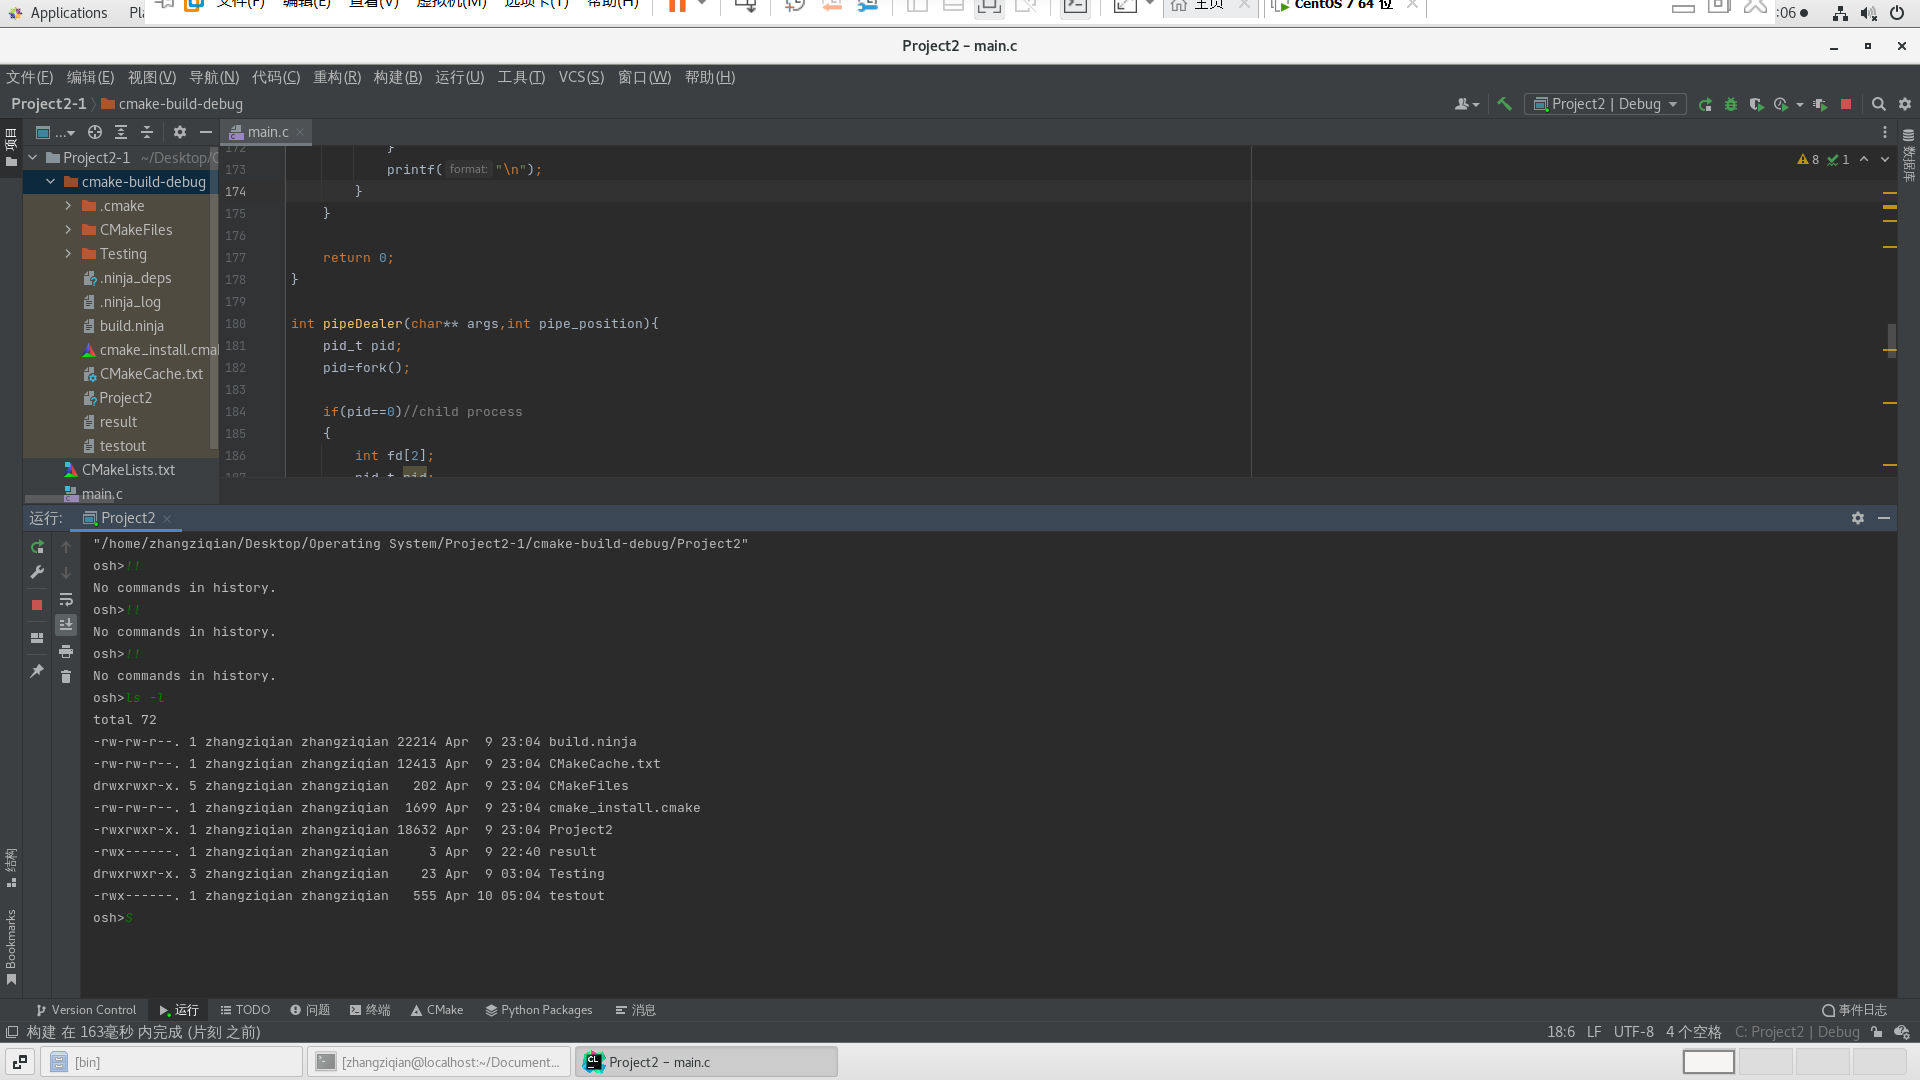 Applications
文件(F) 编辑(E) 查看(V) 虚拟机(M) 选项卡(T) 帮助(H)
主页
CentOS 7 64 位
:06
Project2 – main.c
文件(F) 编辑(E) 视图(V) 导航(N) 代码(C) 重构(R) 构建(B) 运行(U) 工具(T) VCS(S) 窗口(W) 帮助(H)
Project2-1 cmake-build-debug
Project2 | Debug
项目
...
main.c
数据库
Project2-1 ~/Desktop/
cmake-build-debug
.cmake
CMakeFiles
Testing
.ninja_deps
.ninja_log
build.ninja
cmake_install.cma
CMakeCache.txt
Project2
result
testout
CMakeLists.txt
main.c
8 1
172 }
173 printf( format: "\n");
174 }
175 }
176
177 return 0;
178 }
179
180 int pipeDealer(char** args,int pipe_position){
181 pid_t pid;
182 pid=fork();
183
184 if(pid==0)//child process
185 {
186 int fd[2];
187 pid_t pid;
运行: Project2
"/home/zhangziqian/Desktop/Operating System/Project2-1/cmake-build-debug/Project2"
osh>!!
No commands in history.
osh>!!
No commands in history.
osh>!!
No commands in history.
osh>ls -l
total 72
-rw-rw-r--. 1 zhangziqian zhangziqian 22214 Apr  9 23:04 build.ninja
-rw-rw-r--. 1 zhangziqian zhangziqian 12413 Apr  9 23:04 CMakeCache.txt
drwxrwxr-x. 5 zhangziqian zhangziqian   202 Apr  9 23:04 CMakeFiles
-rw-rw-r--. 1 zhangziqian zhangziqian  1699 Apr  9 23:04 cmake_install.cmake
-rwxrwxr-x. 1 zhangziqian zhangziqian 18632 Apr  9 23:04 Project2
-rwx------. 1 zhangziqian zhangziqian     3 Apr  9 22:40 result
drwxrwxr-x. 3 zhangziqian zhangziqian    23 Apr  9 03:04 Testing
-rwx------. 1 zhangziqian zhangziqian   555 Apr 10 05:04 testout
osh>S
结构
Bookmarks
Version Control 运行 TODO 问题 终端 CMake Python Packages 消息 事件日志
构建 在 163毫秒 内完成 (片刻 之前)
18:6 LF UTF-8 4 个空格 C: Project2 | Debug
[bin]
[zhangziqian@localhost:~/Document...
Project2 – main.c